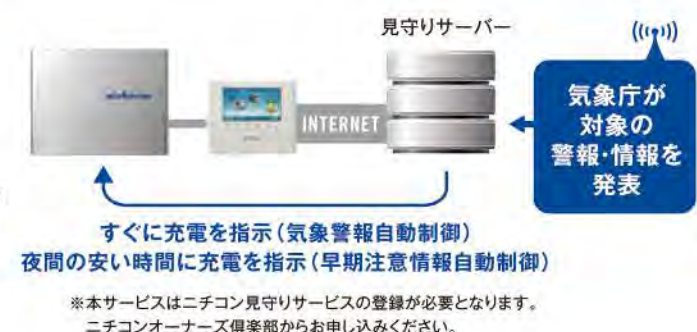 見守りサーバー
INTERNET
気象庁が
対象の
警報・情報を
発表
すぐに充電を指示（気象警報自動制御）
夜間の安い時間に充電を指示（早期注意情報自動制御）
※本サービスはニチコン見守りサービスの登録が必要となります。
ニチコンオーナーズ倶楽部からお申し込みください。